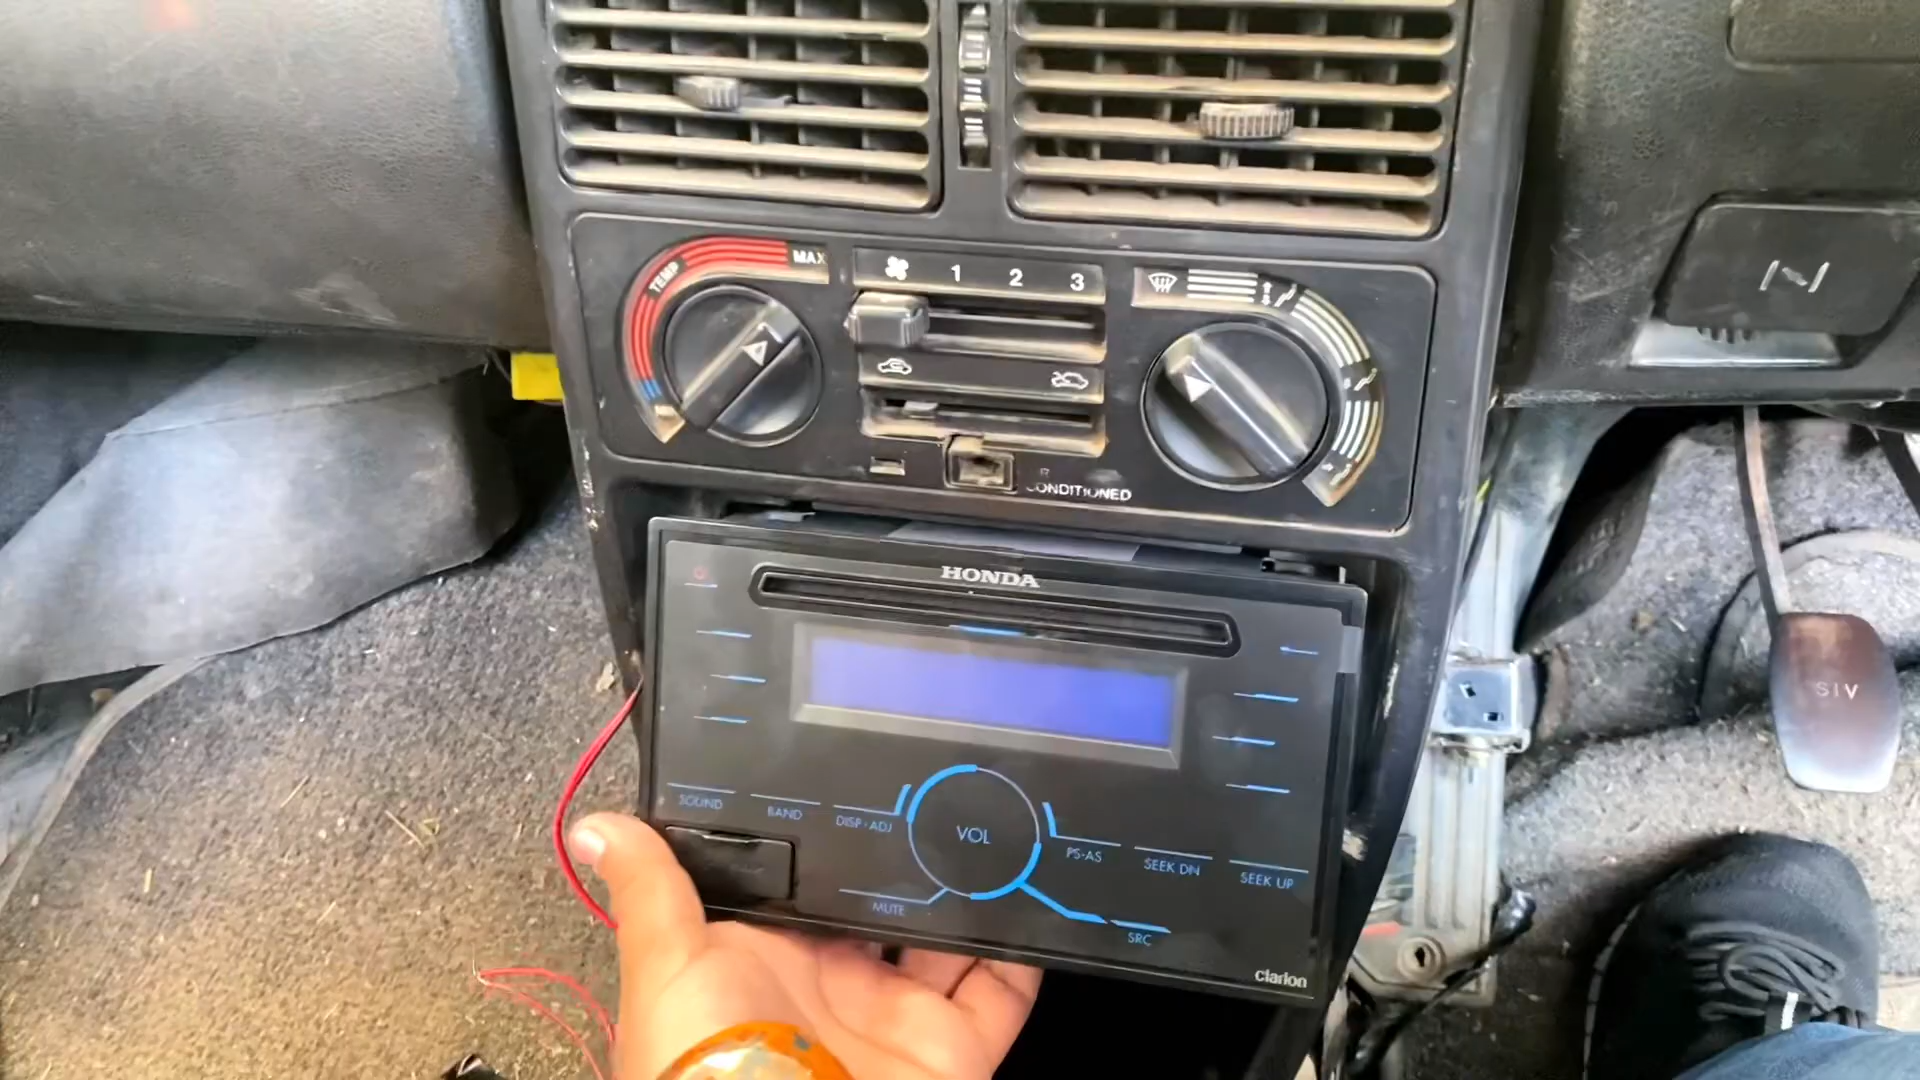 TEMP MAX
1 2 3
CONDITIONED
HONDA
SOUND BAND DISP-ADJ VOL PS-AS SEEK DN SEEK UP
MUTE SRC
Clarion
SIV